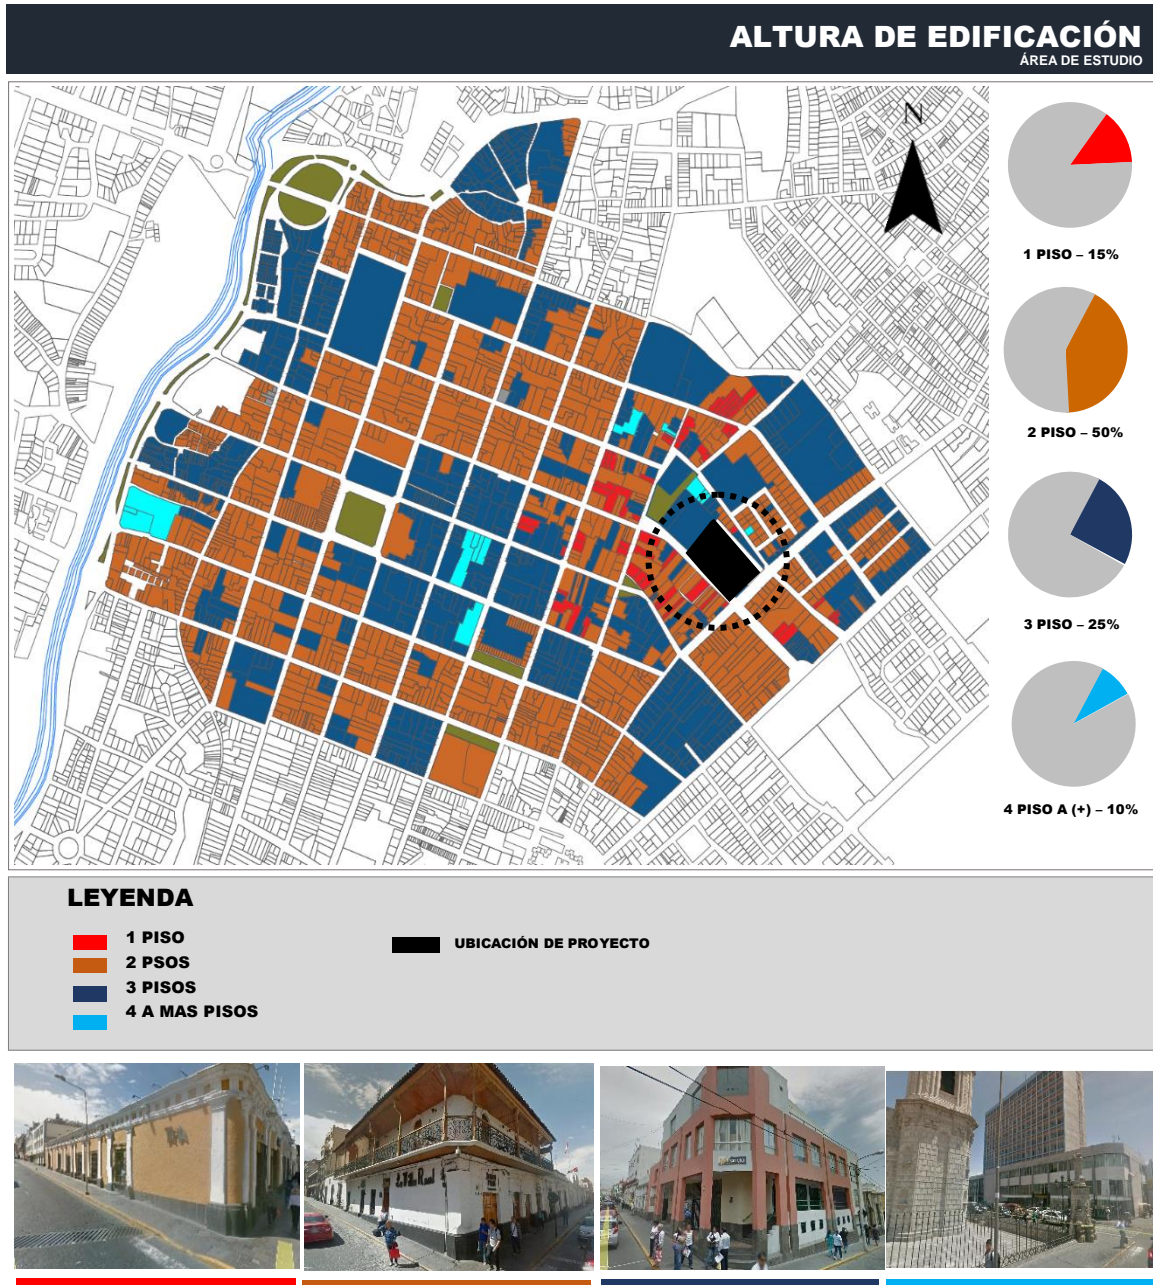 ALTURA DE EDIFICACIÓN
ÁREA DE ESTUDIO
N
1 PISO – 15%
2 PISO – 50%
3 PISO – 25%
4 PISO A (+) – 10%
LEYENDA
1 PISO
2 PSOS
3 PISOS
4 A MAS PISOS
UBICACIÓN DE PROYECTO